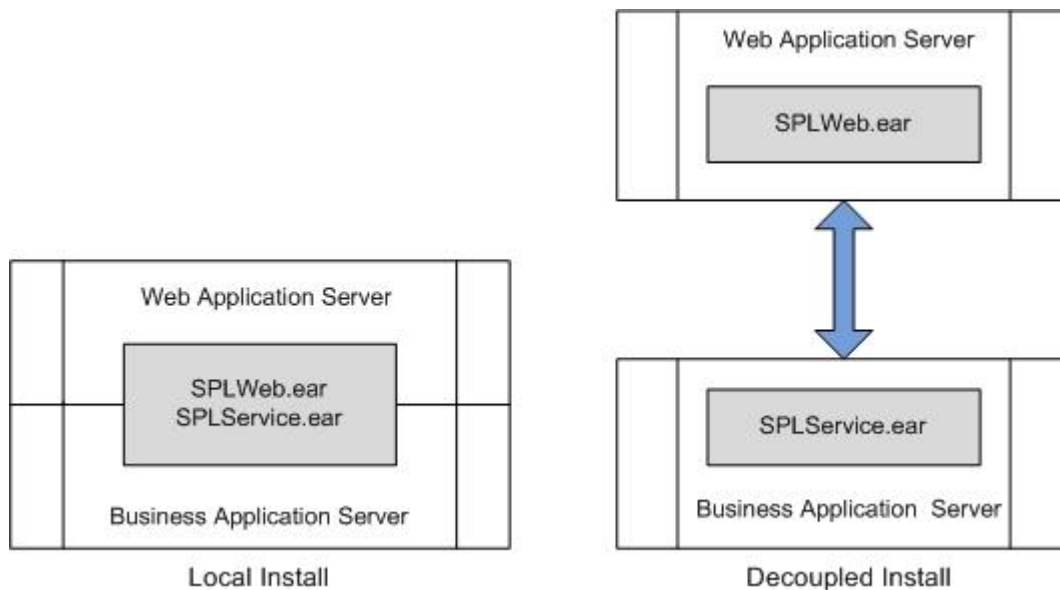 Web Application Server
SPLWeb.ear
SPLService.ear
Business Application Server
Local Install
Web Application Server
SPLWeb.ear
SPLService.ear
Business Application Server
Decoupled Install